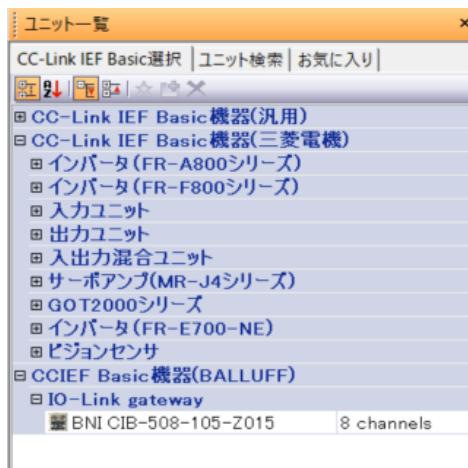 ユニット一覧
CC-Link IEF Basic選択 ユニット検索 お気に入り
CC-Link IEF Basic機器(汎用)
CC-Link IEF Basic機器(三菱電機)
インバータ(FR-A800シリーズ)
インバータ(FR-F800シリーズ)
入力ユニット
出力ユニット
入出力混合ユニット
サーボアンプ(MR-J4シリーズ)
GOT2000シリーズ
インバータ(FR-E700-NE)
ビジョンセンサ
CCIEF Basic機器(BALLUFF)
IO-Link gateway
BNI CIB-508-105-Z015 8 channels